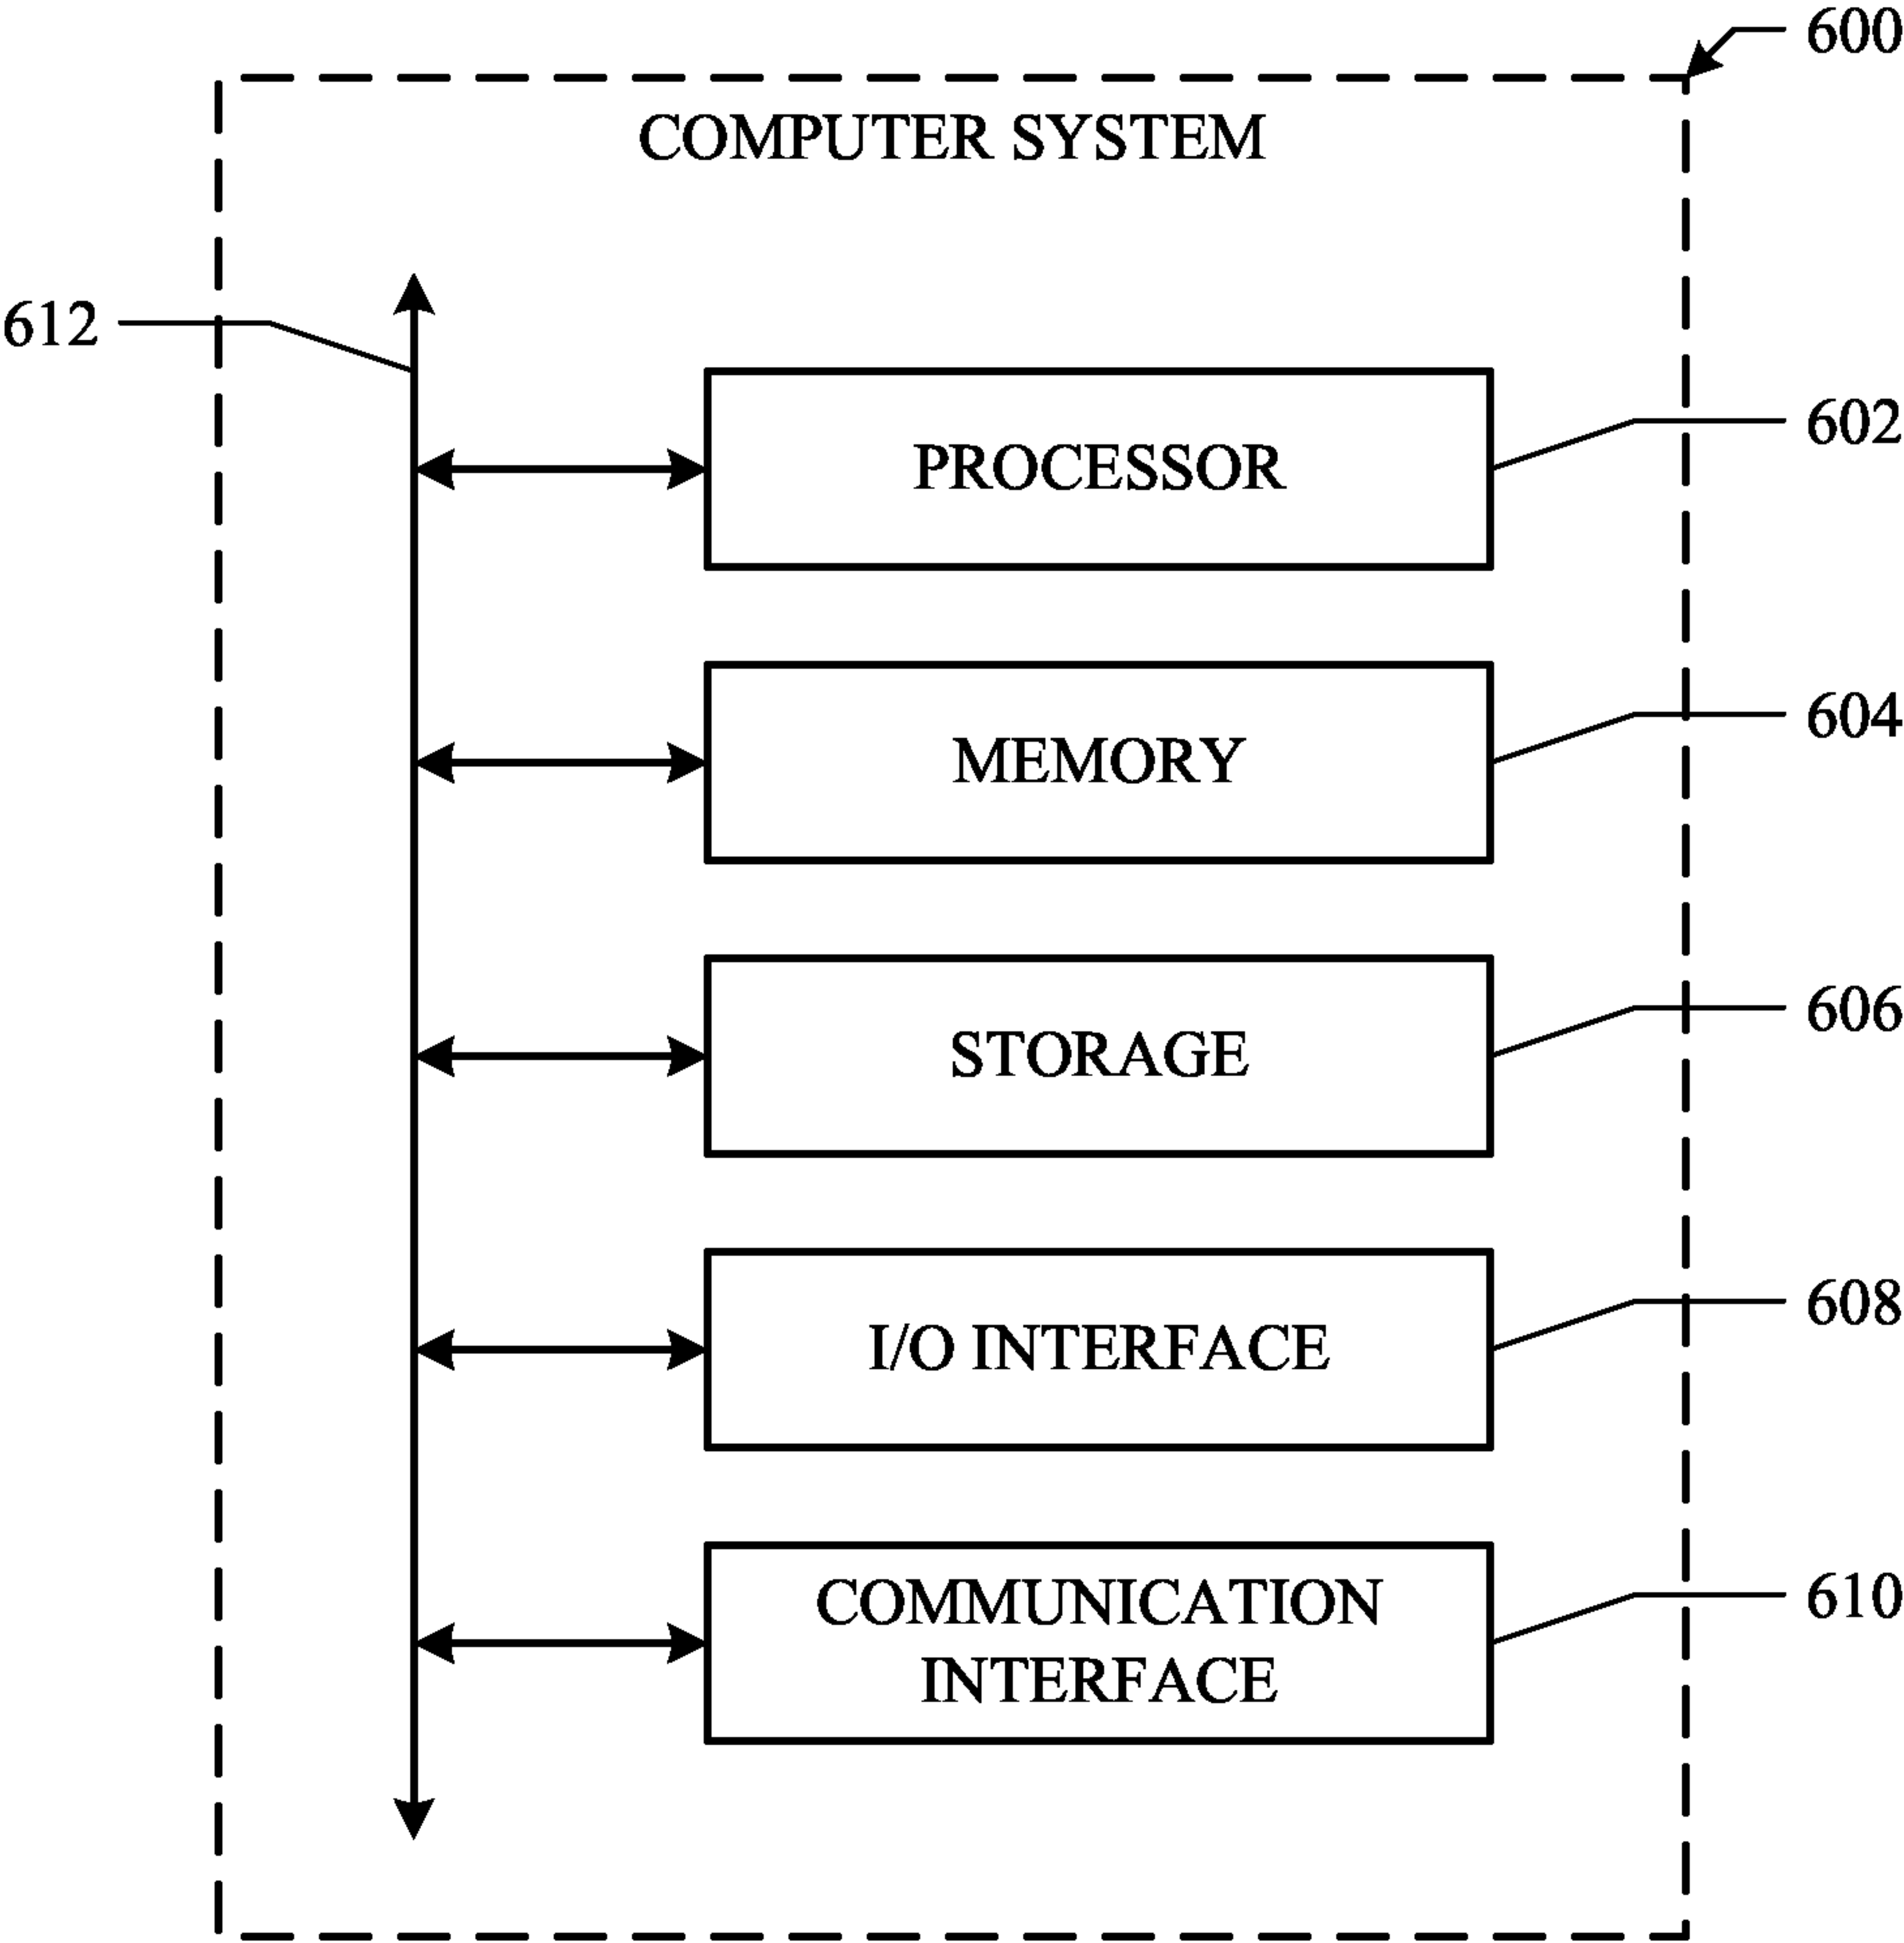 600
COMPUTER SYSTEM
612
PROCESSOR
602
MEMORY
604
STORAGE
606
I/O INTERFACE
608
COMMUNICATION
INTERFACE
610